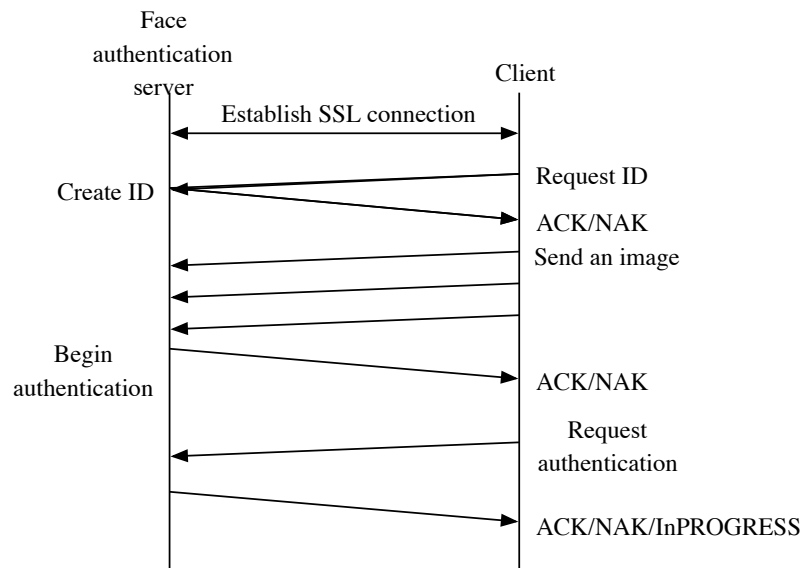 Face
authentication
server
Client
Establish SSL connection
Request ID
Create ID
ACK/NAK
Send an image
Begin
authentication
ACK/NAK
Request
authentication
ACK/NAK/InPROGRESS